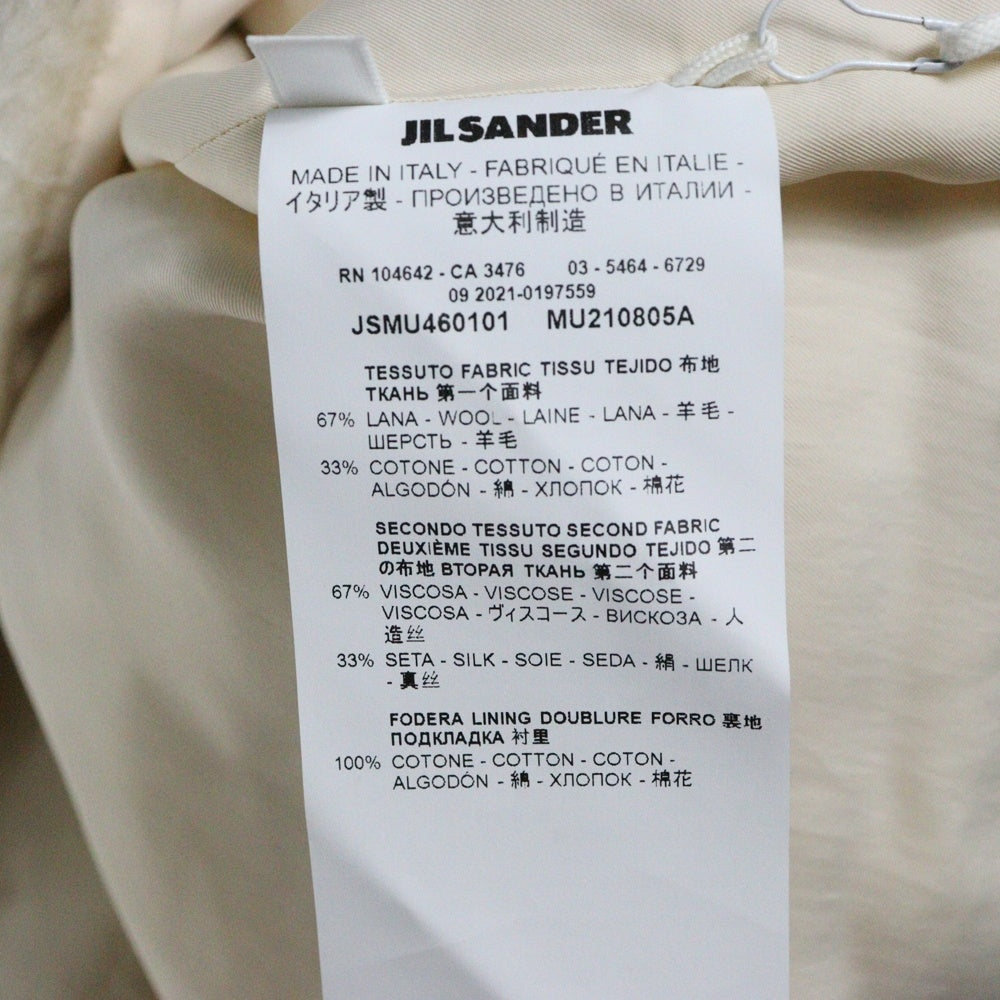 JIL SANDER
MADE IN ITALY - FABRIQUÉ EN ITALIE -
イタリア製 - ПРОИЗВЕДЕНО В ИТАЛИИ -
意大利制造
RN 104642 - CA 3476 03 - 5464 - 6729
09 2021-0197559
JSMU460101 MU210805A
TESSUTO FABRIC TISSU TEJIDO 布地
ТКАНЬ 第一个面料
67% LANA - WOOL - LAINE - LANA - 羊毛 -
ШЕРСТЬ - 羊毛
33% COTONE - COTTON - COTON -
ALGODÓN - 綿 - ХЛОПОК - 棉花
SECONDO TESSUTO SECOND FABRIC
DEUXIÈME TISSU SEGUNDO TEJIDO 第二
の布地 ВТОРАЯ ТКАНЬ 第二个面料
67% VISCOSA - VISCOSE - VISCOSE -
VISCOSA - ヴィスコース - ВИСКОЗА - 人
造丝
33% SETA - SILK - SOIE - SEDA - 絹 - ШЕЛК
- 真丝
FODERA LINING DOUBLURE FORRO 裏地
ПОДКЛАДКА 衬里
100% COTONE - COTTON - COTON -
ALGODÓN - 綿 - ХЛОПОК - 棉花